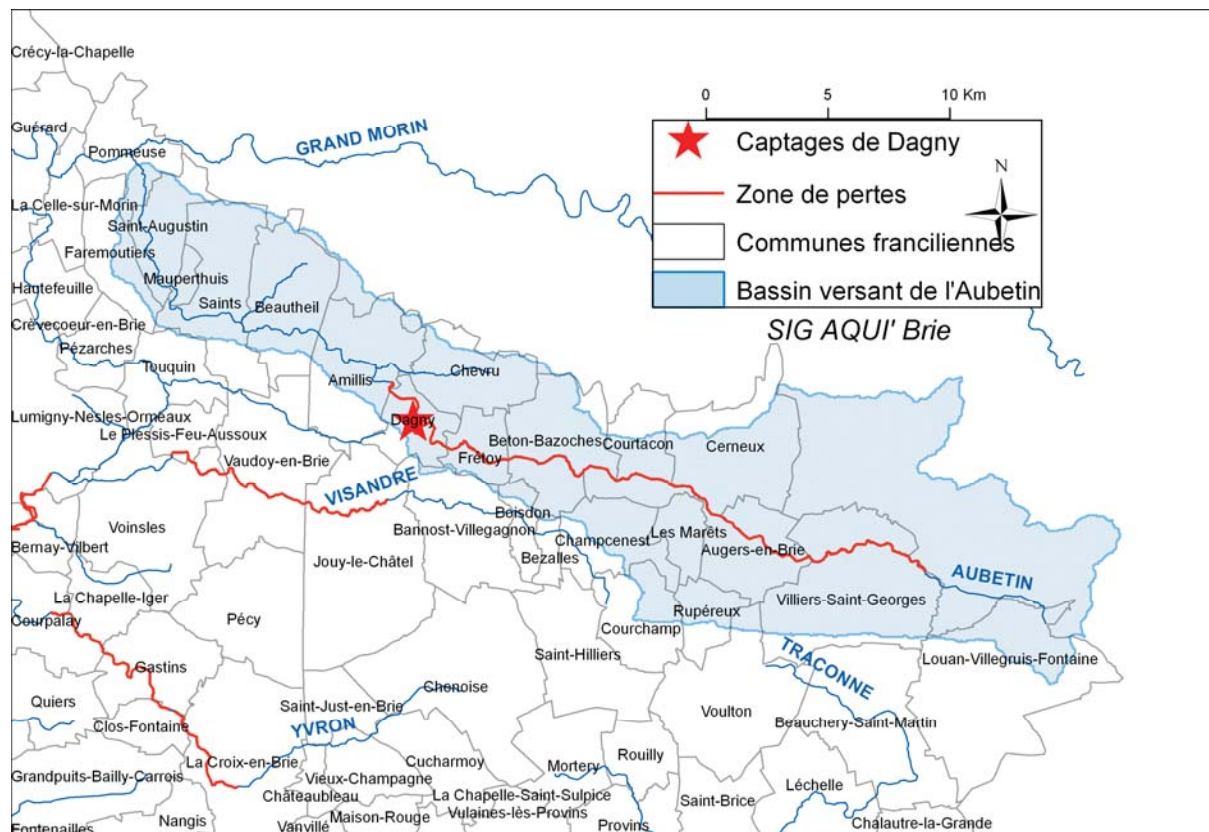 Crécy-la-Chapelle
0 5 10 Km
Guérard
GRAND MORIN
Captages de Dagny
Pommeuse
N
Zone de pertes
La Celle-sur-Morin
Saint-Augustin
Communes franciliennes
Faremoutiers
Mauperthuis
Hautefeuille
Saints
Beautheil
Bassin versant de l'Aubetin
Crèvecoeur-en-Brie
SIG AQUI' Brie
Pézarches
Touquin
Amillis
Chevru
Lumigny-Nesles-Ormeaux
Dagny
Le Plessis-Feu-Aussoux
Beton-Bazoches
Courtacon
Cerneux
Vaudoy-en-Brie
Frétoy
VISANDRE
Boisdon
Voinsles
Bannost-Villegagnon
Champcenest
Les Marêts
Bernay-Vilbert
Augers-en-Brie
Jouy-le-Châtel
Bezalles
AUBETIN
La Chapelle-Iger
Villiers-Saint-Georges
Courpalay
Pécy
Rupéreux
Courchamp
Saint-Hilliers
TRACONNE
Louan-Villegruis-Fontaine
Gastins
Chenoise
Quiers
Saint-Just-en-Brie
Voulton
Clos-Fontaine
YVRON
Beauchery-Saint-Martin
Rouilly
La Croix-en-Brie
Cucharmoy
Mortery
Grandpuits-Bailly-Carrois
Vieux-Champagne
Léchelle
Châteaubleau
La Chapelle-Saint-Sulpice
Saint-Brice
Maison-Rouge
Vulaines-lès-Provins
Fontenailles
Nangis
Vanvillé
Provins
Chalautre-la-Grande